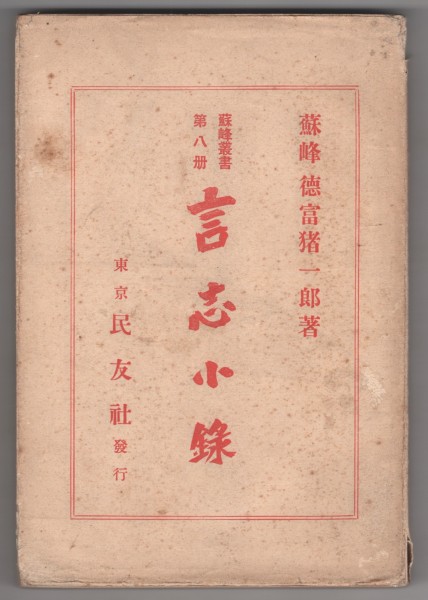 蘇峰 德富猪一郎著
蘇峰叢書
第八册
言志小錄
東京 民友社 發行